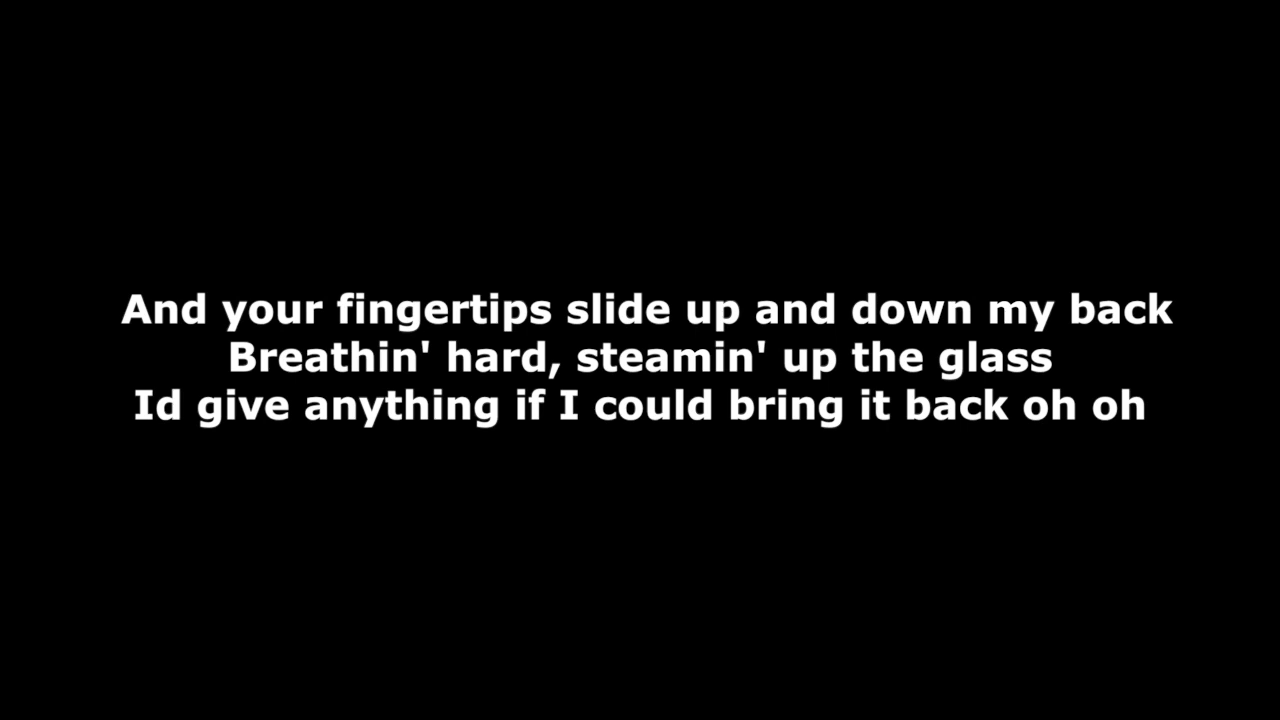 And your fingertips slide up and down my back
Breathin' hard, steamin' up the glass
Id give anything if I could bring it back oh oh